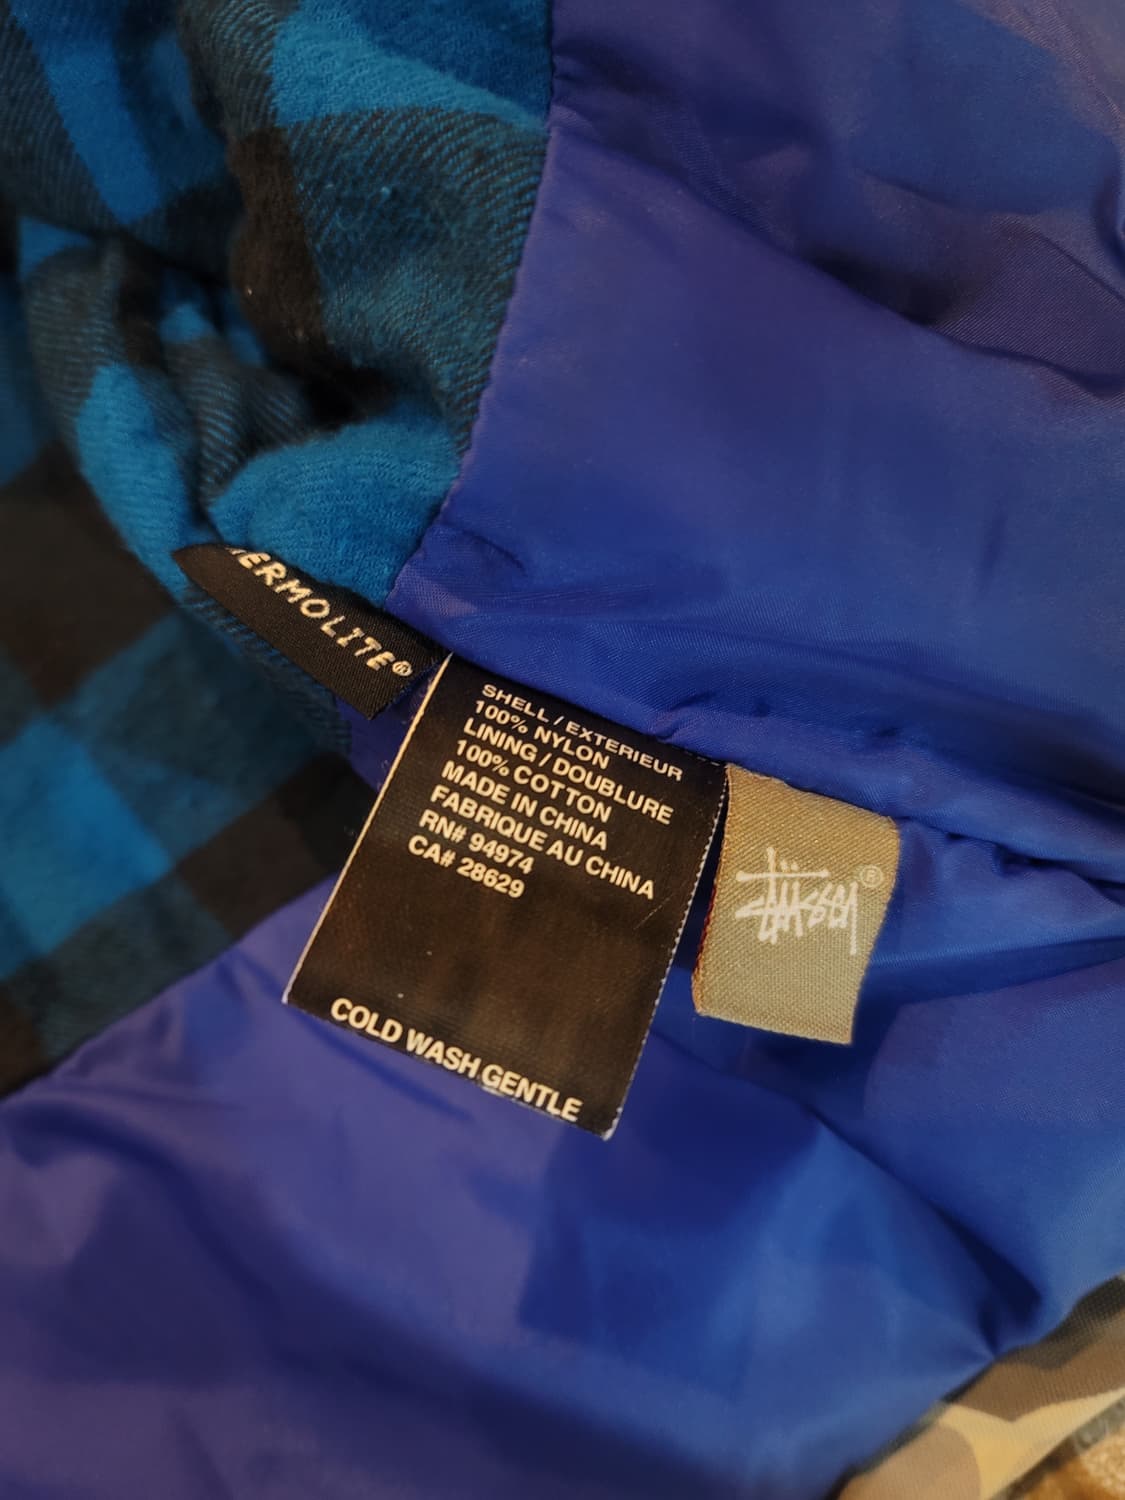 THERMOLITE®
SHELL / EXTERIEUR
100% NYLON
LINING / DOUBLURE
100% COTTON
MADE IN CHINA
FABRIQUE AU CHINA
RN# 94974
CA# 28629
COLD WASH GENTLE
Stüssy®